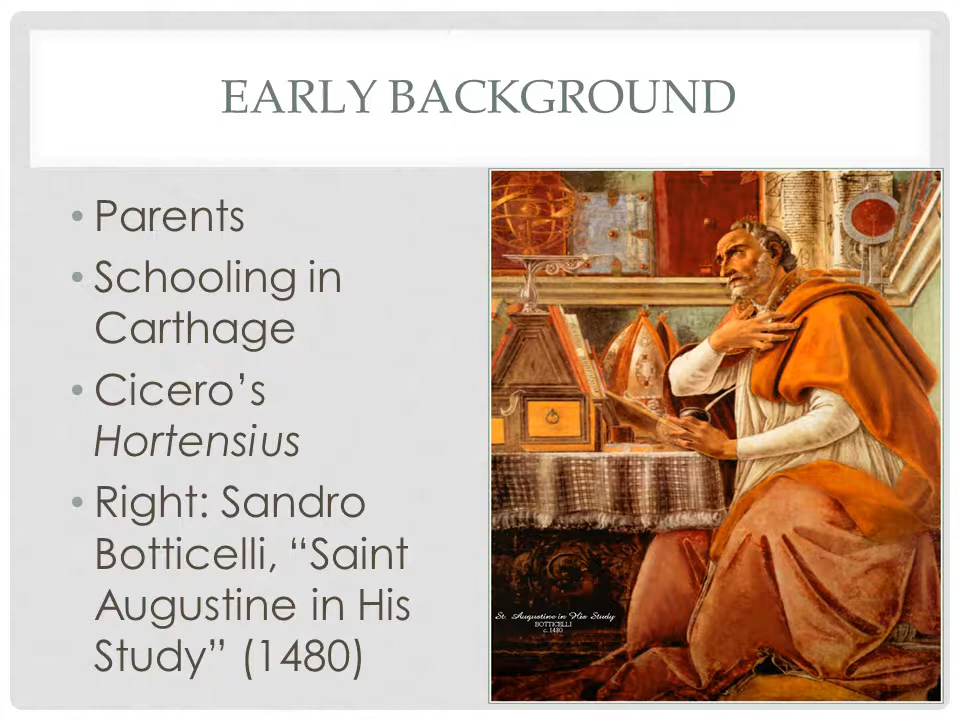 EARLY BACKGROUND
• Parents
• Schooling in
Carthage
• Cicero’s
Hortensius
• Right: Sandro
Botticelli, “Saint
Augustine in His
Study” (1480)
St. Augustine in His Study
BOTTICELLI
c. 1480